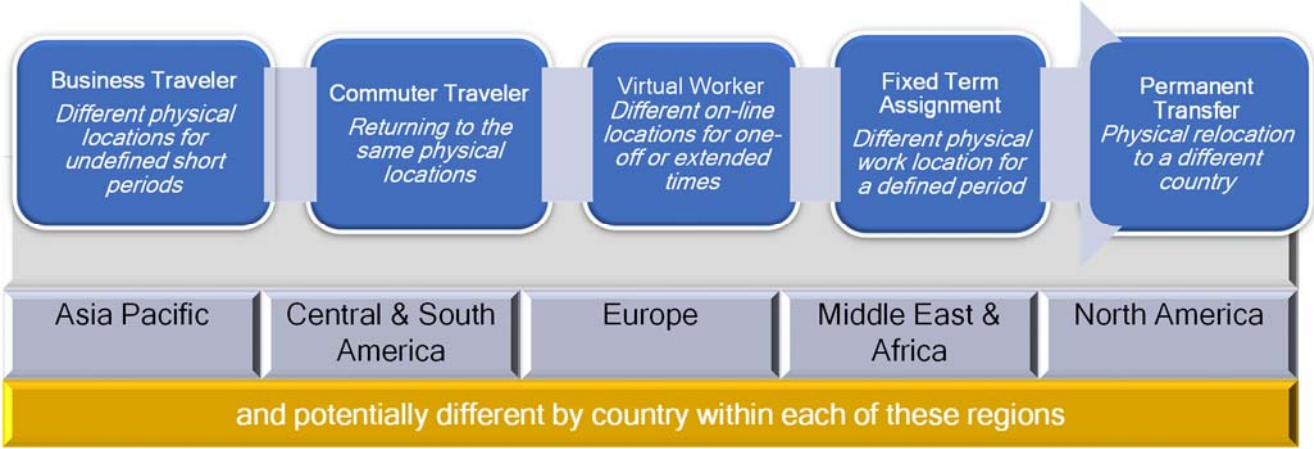 Business Traveler
Different physical
locations for
undefined short
periods
Commuter Traveler
Returning to the
same physical
locations
Virtual Worker
Different on-line
locations for one-
off or extended
times
Fixed Term
Assignment
Different physical
work location for
a defined period
Permanent
Transfer
Physical relocation
to a different
country
Asia Pacific
Central & South
America
Europe
Middle East &
Africa
North America
and potentially different by country within each of these regions